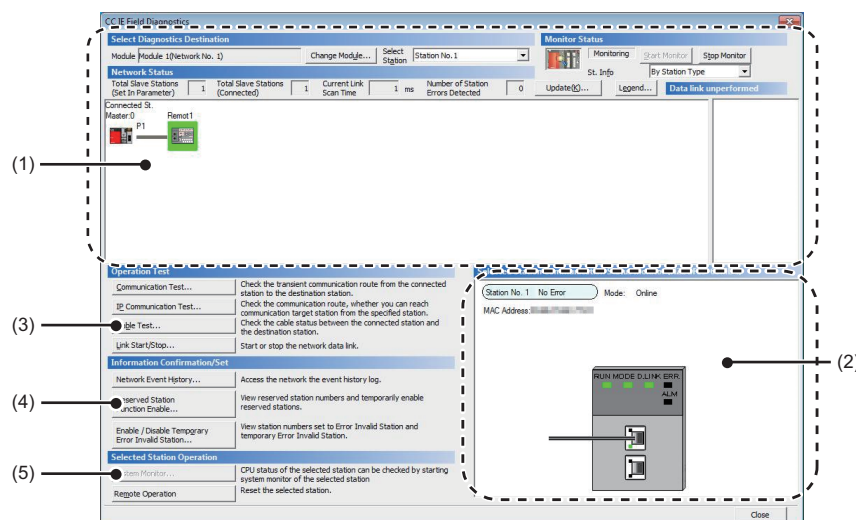 CC IE Field Diagnostics
Select Diagnostics Destination
Monitor Status
Module Module 1(Network No. 1)
Change Module...
Select Station
Station No.1
Monitoring
Start Monitor
Stop Monitor
St. Info
By Station Type
Network Status
Total Slave Stations (Set In Parameter) 1
Total Slave Stations (Connected) 1
Current Link Scan Time 1 ms
Number of Station Errors Detected 0
Update(K)...
Legend...
Data link unperformed
Connected St.
Master:0
Remot1
P1
(1)
Operation Test
Communication Test...
Check the transient communication route from the connected
station to the destination station.
IP Communication Test...
Check the communication route, whether you can reach
communication target station from the specified station.
(3)
ble Test...
Check the cable status between the connected station and
the destination station.
Link Start/Stop...
Start or stop the network data link.
Information Confirmation/Set
Network Event History...
Access the network the event history log.
(4)
served Station
unction Enable...
View reserved station numbers and temporarily enable
reserved stations.
Enable / Disable Temporary
Error Invalid Station...
View station numbers set to Error Invalid Station and
temporary Error Invalid Station.
Selected Station Operation
(5)
tem Monitor...
CPU status of the selected station can be checked by starting
system monitor of the selected station
Remote Operation
Reset the selected station.
Station No. 1 No Error
Mode: Online
MAC Address:
RUN MODE D.LINK ERR.
ALM
(2)
Close